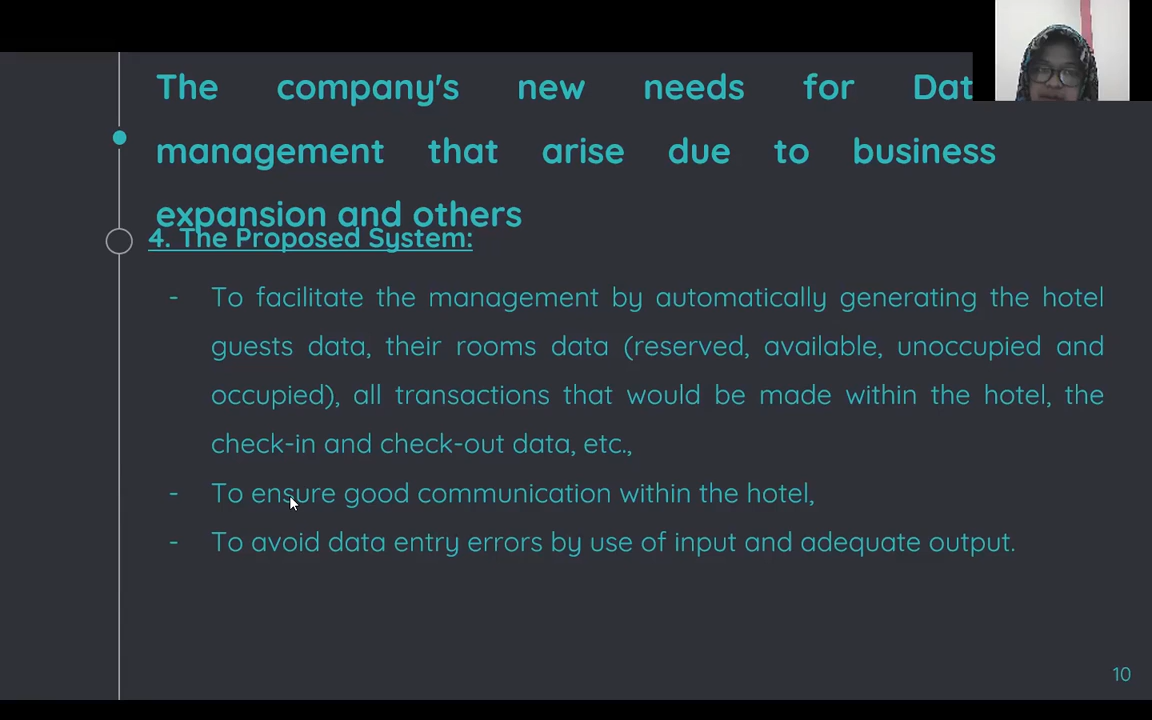 The company's new needs for Dat
management that arise due to business
expansion and others
4. The Proposed System:
- To facilitate the management by automatically generating the hotel
guests data, their rooms data (reserved, available, unoccupied and
occupied), all transactions that would be made within the hotel, the
check-in and check-out data, etc.,
- To ensure good communication within the hotel,
- To avoid data entry errors by use of input and adequate output.
10